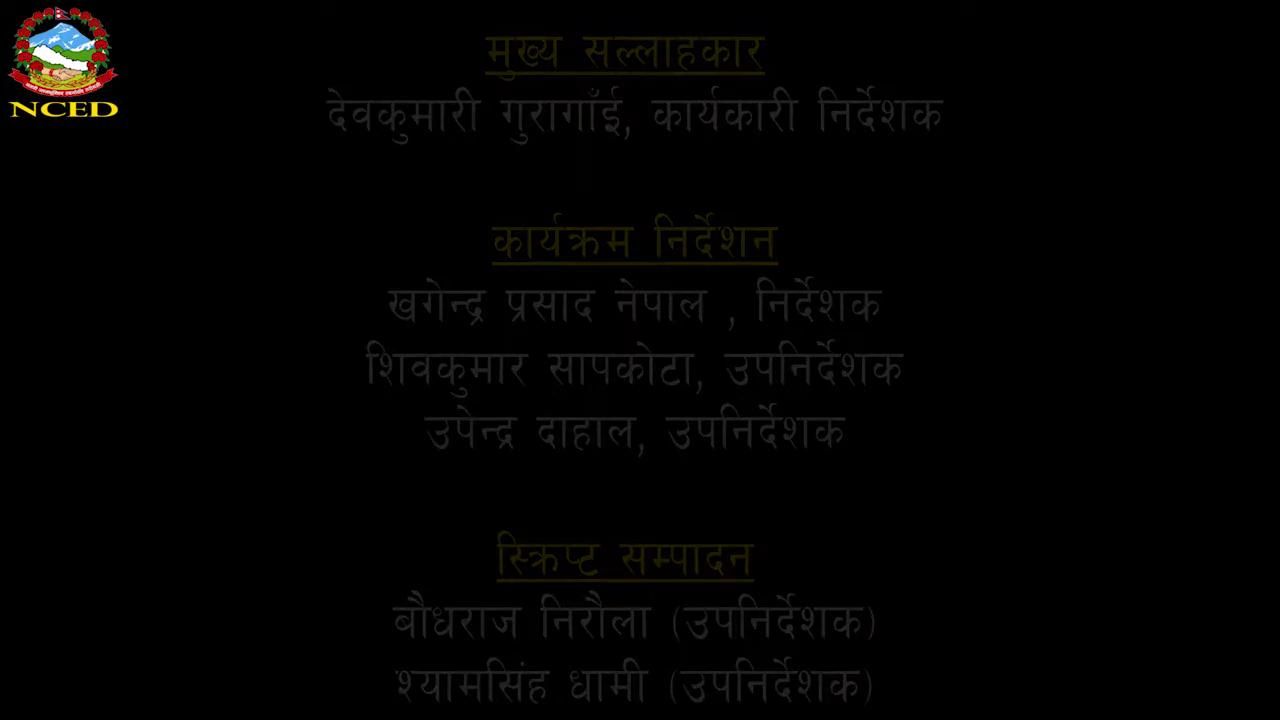 NCED
मुख्य सल्लाहकार
देवकुमारी गुरागाँई, कार्यकारी निर्देशक
कार्यक्रम निर्देशन
खगेन्द्र प्रसाद नेपाल , निर्देशक
शिवकुमार सापकोटा, उपनिर्देशक
उपेन्द्र दाहाल, उपनिर्देशक
स्क्रिप्ट सम्पादन
बौधराज निरौला (उपनिर्देशक)
श्यामसिंह धामी (उपनिर्देशक)